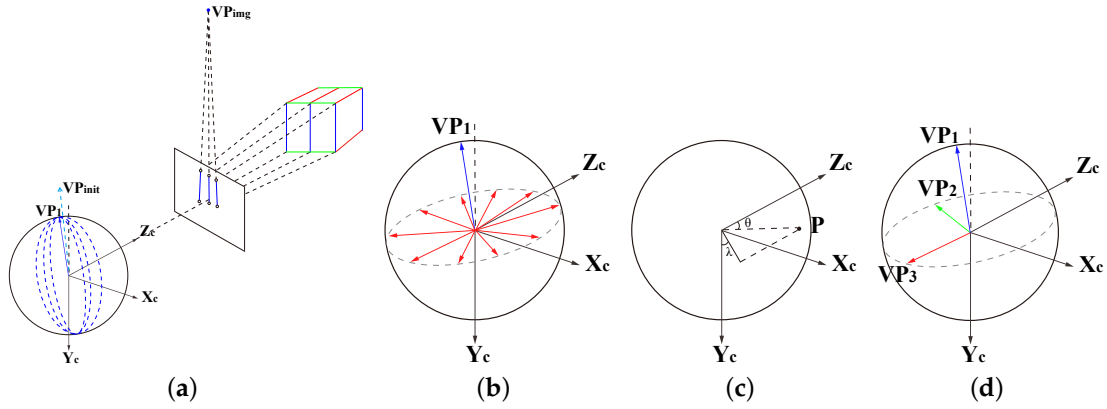 VPimg
VPinit
VP1
Zc
Xc
Yc
(a)
VP1
Zc
Xc
Yc
(b)
Zc
θ
P
λ
Xc
Yc
(c)
VP1
Zc
VP2
Xc
VP3
Yc
(d)